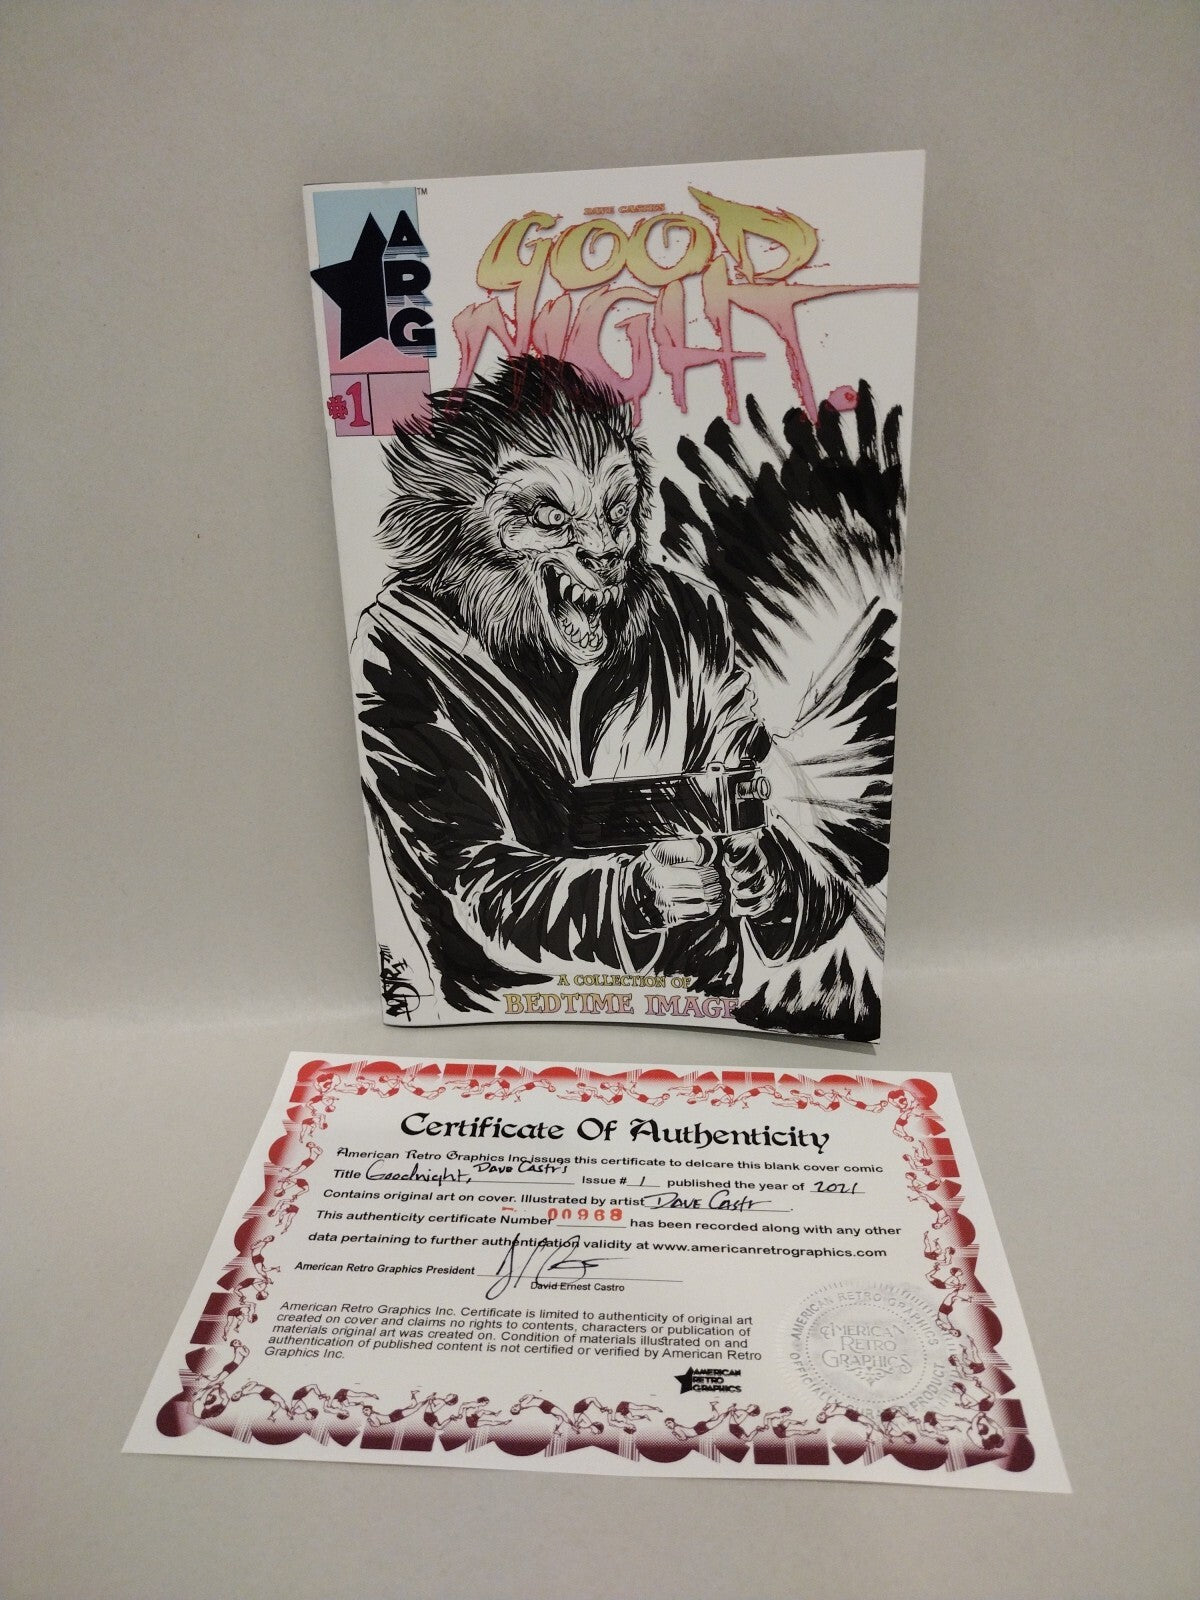 TM
ARG
#1
DAVE CASTR'S
GOOD
NIGHT.
A COLLECTION OF
BEDTIME IMAGE
Certificate Of Authenticity
American Retro Graphics Inc issues this certificate to delcare this blank cover comic
Title Goodnight, Dave Castr's Issue # 1 published the year of 2021
Contains original art on cover. Illustrated by artist Dave Castr.
This authenticity certificate Number 00968 has been recorded along with any other
data pertaining to further authentication validity at www.americanretrographics.com
American Retro Graphics President
David Ernest Castro
American Retro Graphics Inc. Certificate is limited to authenticity of original art
created on cover and claims no rights to contents, characters or publication of
materials original art was created on. Condition of materials illustrated on and
authentication of published content is not certified or verified by American Retro
Graphics Inc.
AMERICAN
RETRO
GRAPHICS
AMERICAN RETRO GRAPHICS
AMERICAN
RETRO
GRAPHICS
PRODUCT